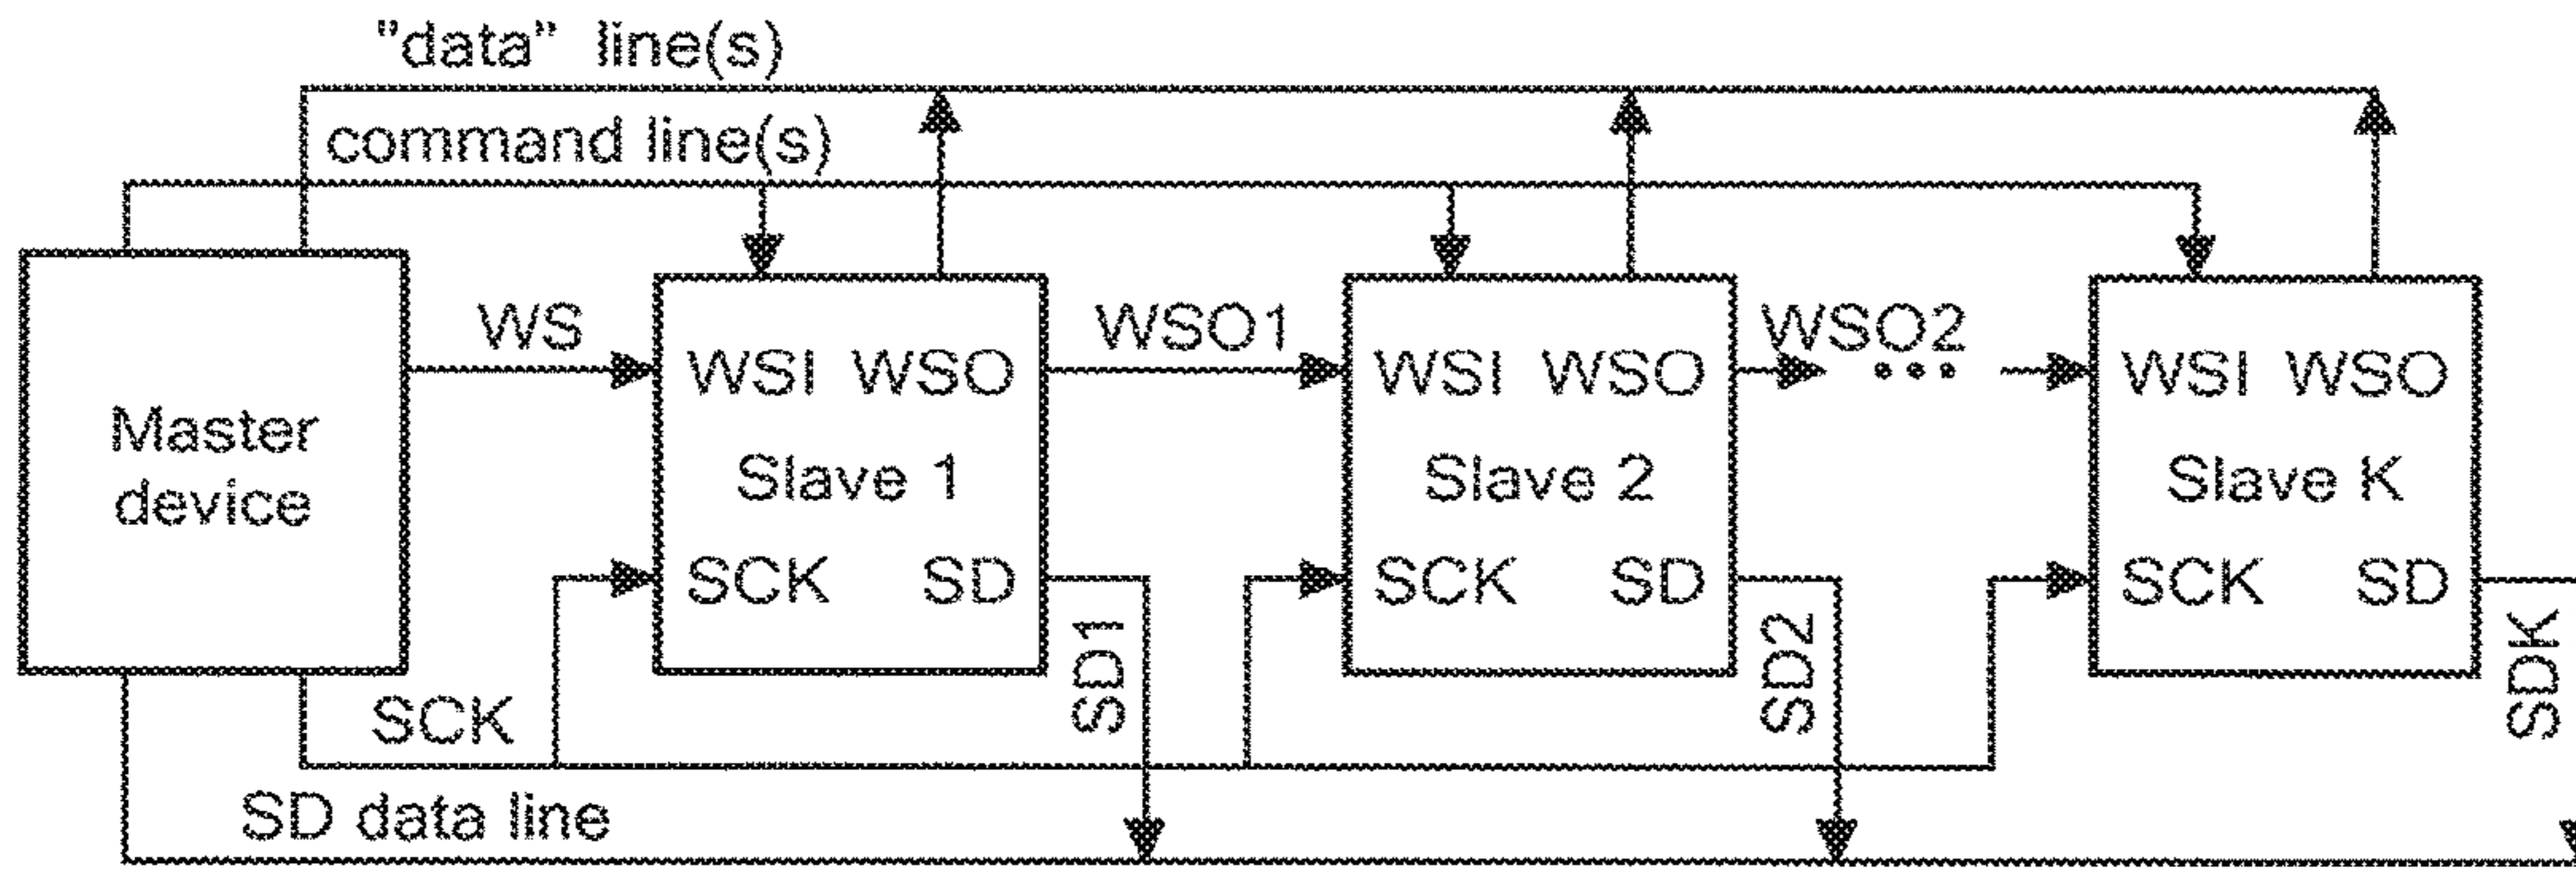 "data" line(s)
command line(s)
WS
WSO1
WSO2
WSI WSO
WSI WSO
WSI WSO
Master
device
Slave 1
Slave 2
Slave K
SCK SD
SCK SD
SCK SD
SD1
SD2
SDK
SCK
SD data line